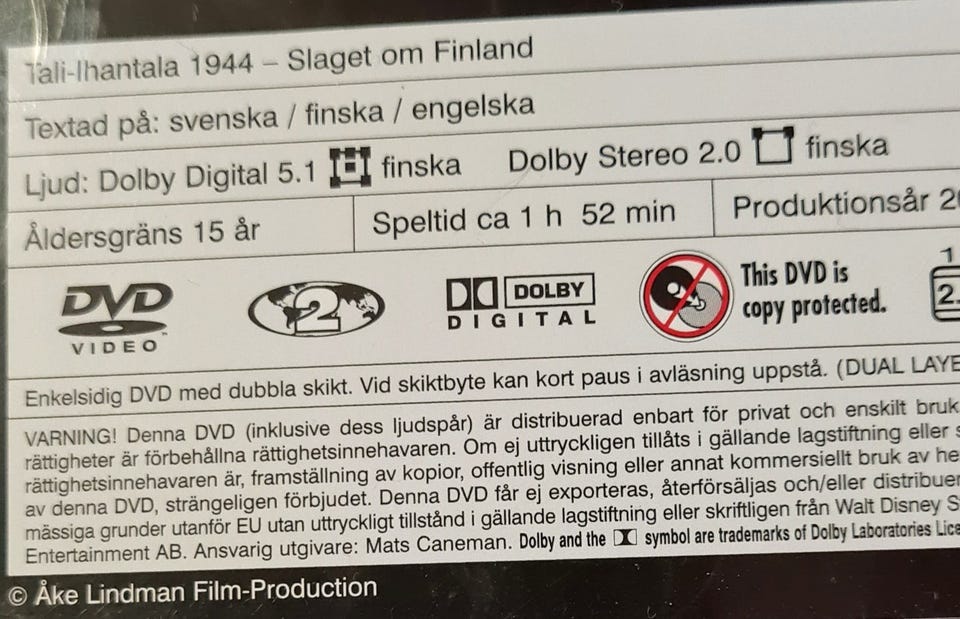 Tali-Ihantala 1944 – Slaget om Finland
Textad på: svenska / finska / engelska
Ljud: Dolby Digital 5.1 finska Dolby Stereo 2.0 finska
Åldersgräns 15 år Speltid ca 1 h 52 min Produktionsår
DVD VIDEO 2 DOLBY DIGITAL This DVD is copy protected. 1 2.
Enkelsidig DVD med dubbla skikt. Vid skiktbyte kan kort paus i avläsning uppstå. (DUAL LAYE
VARNING! Denna DVD (inklusive dess ljudspår) är distribuerad enbart för privat och enskilt bruk
rättigheter är förbehållna rättighetsinnehavaren. Om ej uttryckligen tillåts i gällande lagstiftning eller s
rättighetsinnehavaren är, framställning av kopior, offentlig visning eller annat kommersiellt bruk av he
av denna DVD, strängeligen förbjudet. Denna DVD får ej exporteras, återförsäljas och/eller distribuer
mässiga grunder utanför EU utan uttryckligt tillstånd i gällande lagstiftning eller skriftligen från Walt Disney S
Entertainment AB. Ansvarig utgivare: Mats Caneman. Dolby and the symbol are trademarks of Dolby Laboratories Lice
© Åke Lindman Film-Production